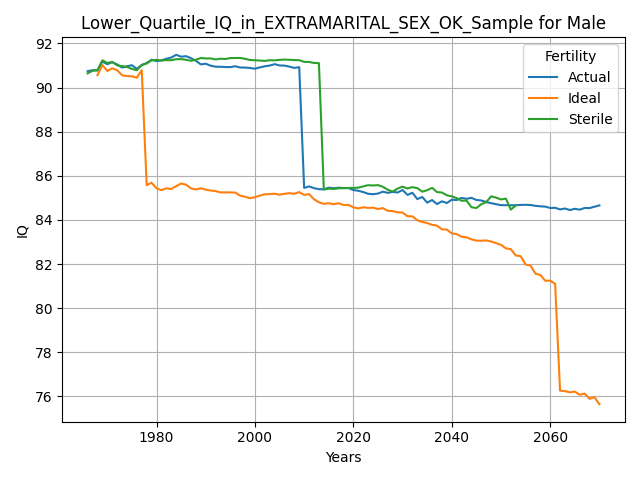 Lower_Quartile_IQ_in_EXTRAMARITAL_SEX_OK_Sample for Male
92
90
88
86
84
82
80
78
76
IQ
1980
2000
2020
2040
2060
Years
Fertility
Actual
Ideal
Sterile